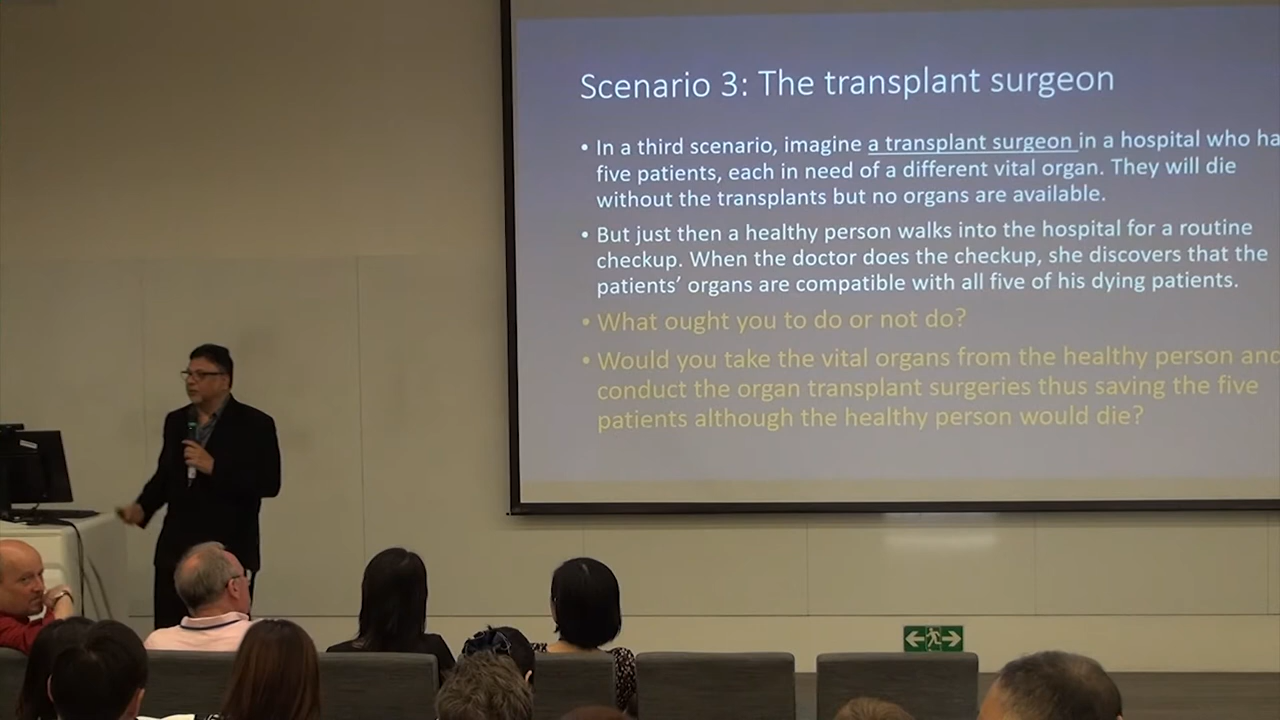 Scenario 3: The transplant surgeon
• In a third scenario, imagine a transplant surgeon in a hospital who ha
five patients, each in need of a different vital organ. They will die
without the transplants but no organs are available.
• But just then a healthy person walks into the hospital for a routine
checkup. When the doctor does the checkup, she discovers that the
patients’ organs are compatible with all five of his dying patients.
• What ought you to do or not do?
• Would you take the vital organs from the healthy person and
conduct the organ transplant surgeries thus saving the five
patients although the healthy person would die?